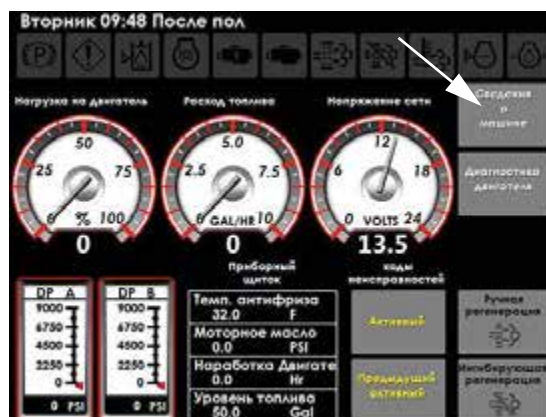 Вторник 09:48 После пол
Нагрузка на двигатель
Расход топлива
Напряжение сети
0 25 50 75 100
%
0
0 2.5 5.0 7.5 10
GAL/HR
0
0 6 12 18 24
VOLTS
13.5
Сведения
о
машине
Диагностика
двигателя
DP A
9000
6750
4500
2250
0
0 PSI
DP B
9000
6750
4500
2250
0
0 PSI
Приборный
щиток
Темп. антифриза
32.0 F
Моторное масло
0.0 PSI
Наработка Двигате
0.0 Hr
Уровень топлива
50.0 Gal
коды
неисправностей
Активный
Предыдущий
активный
Ручная
регенерация
Ингибирующая
регенерация